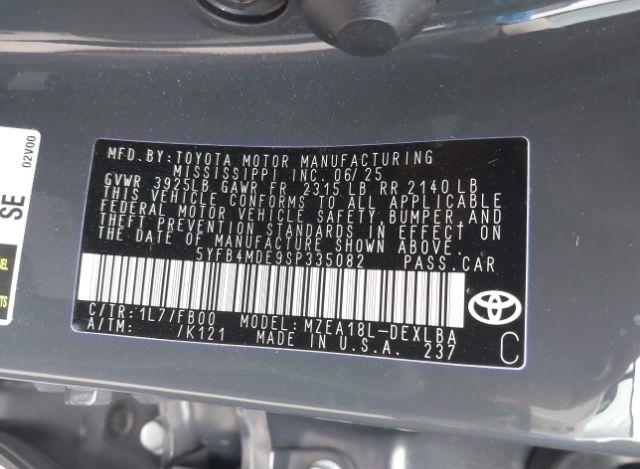 MFD.BY:TOYOTA MOTOR MANUFACTURING
MISSISSIPPI INC. 06/25
GVWR 3925LB GAWR FR 2315 LB RR 2140 LB
THIS VEHICLE CONFORMS TO ALL APPLICABLE
FEDERAL MOTOR VEHICLE SAFETY, BUMPER, AND
THEFT PREVENTION STANDARDS IN EFFECT ON
THE DATE OF MANUFACTURE SHOWN ABOVE.
5YFB4MDE9SP335082 PASS.CAR
C/TR: 1L7/FB00 MODEL: MZEA18L-DEXLBA
A/TM: /K121 MADE IN U.S.A. 237
C
SE
02V00